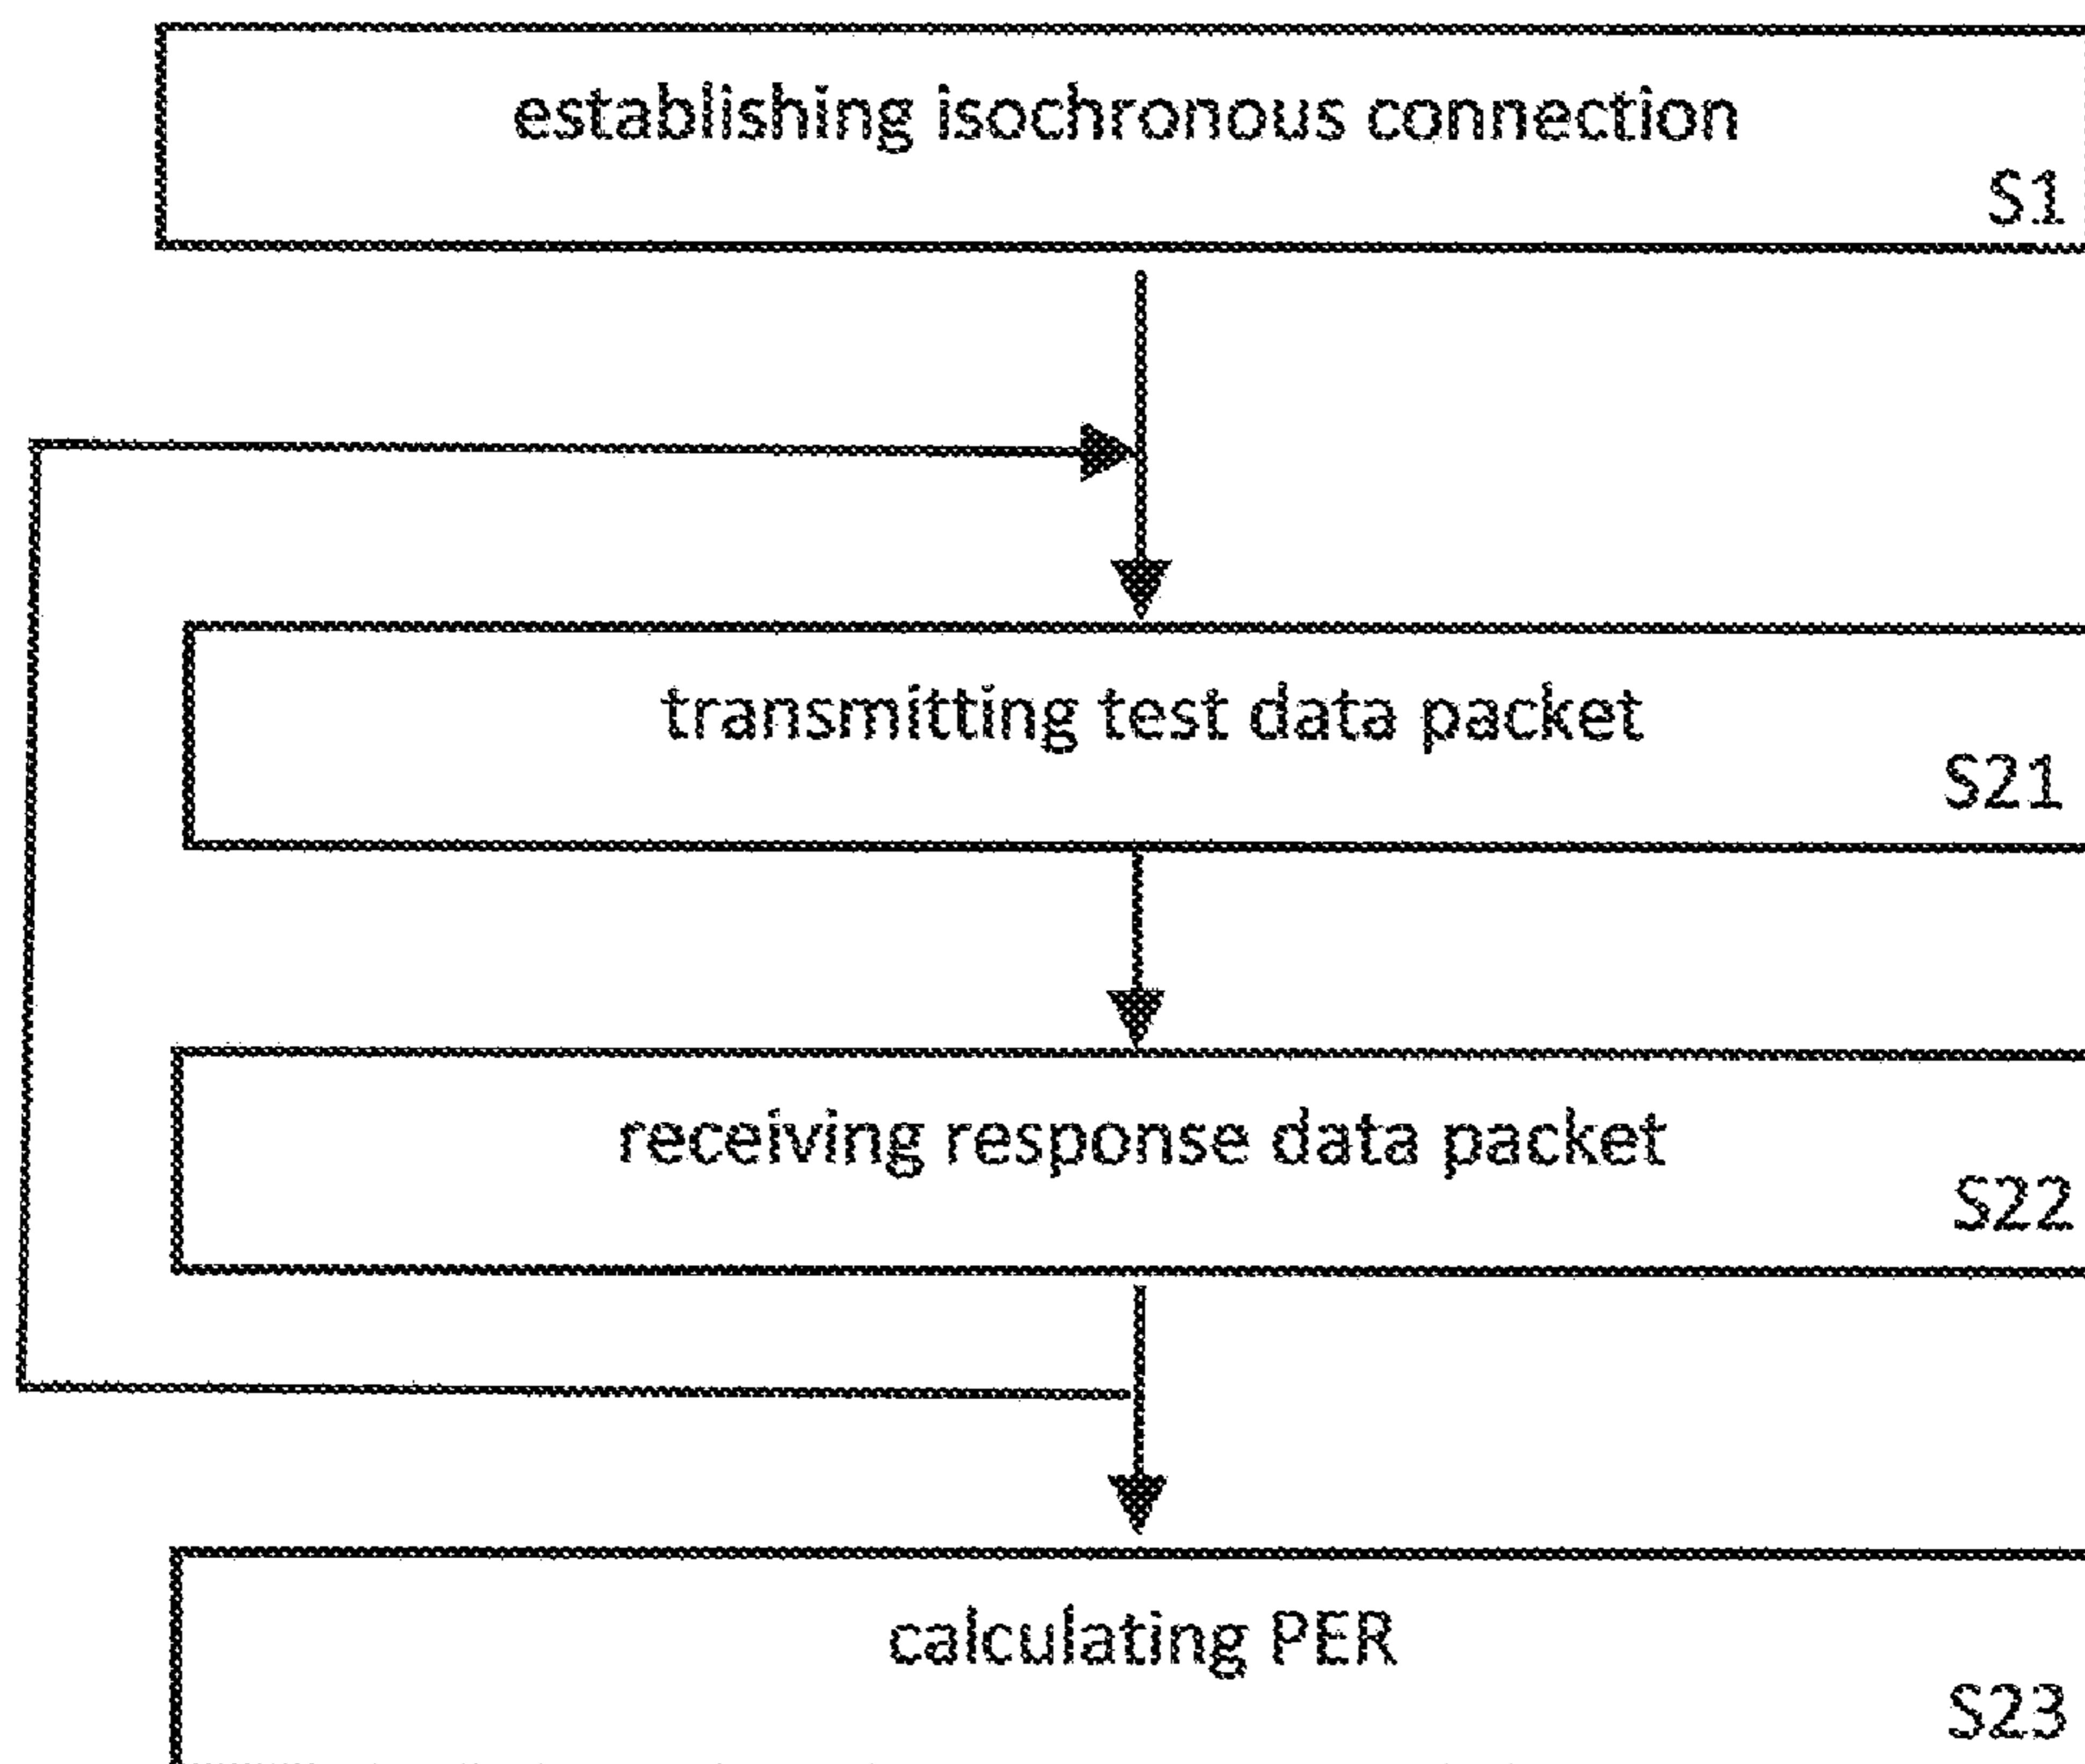 establishing isochronous connection
S1
transmitting test data packet
S21
receiving response data packet
S22
calculating PER
S23